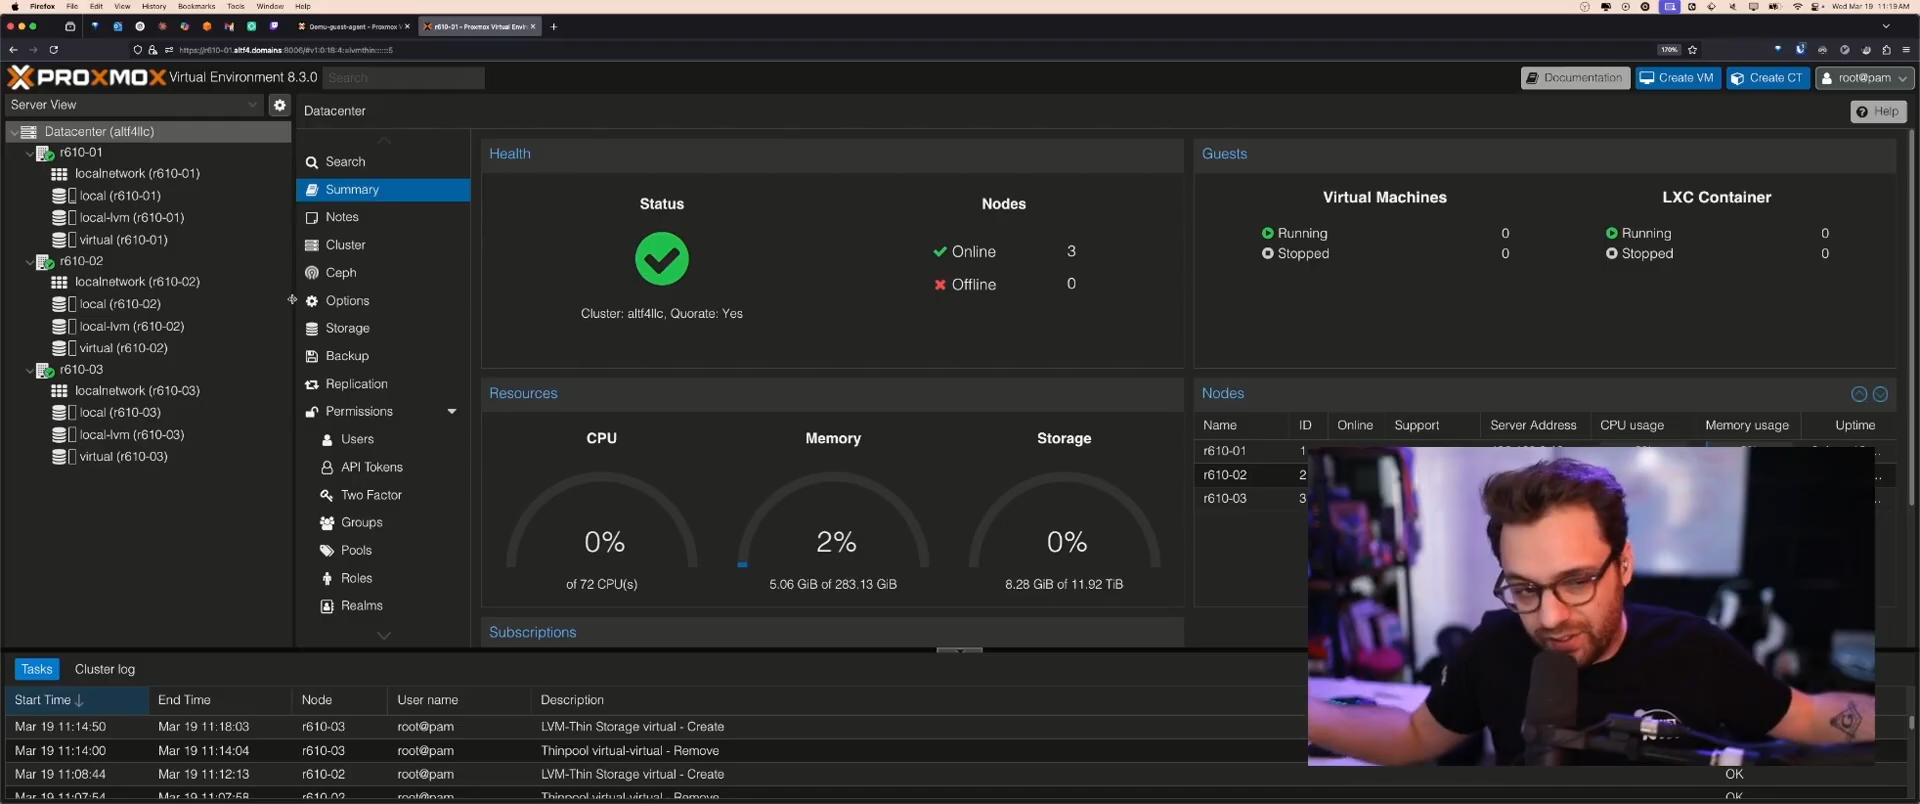 Firefox File Edit View History Bookmarks Tools Window Help
Wed Mar 19 11:19AM
Qemu-guest-agent – Proxmox V
r610-01 – Proxmox Virtual Envir
https://r610-01.altf4.domains:8006/#v1:0:18:4:=lvmthin::::::5
170%
PROXMOX Virtual Environment 8.3.0
Search
Documentation
Create VM
Create CT
root@pam
Server View
Datacenter
Help
Datacenter (altf4llc)
r610-01
localnetwork (r610-01)
local (r610-01)
local-lvm (r610-01)
virtual (r610-01)
r610-02
localnetwork (r610-02)
local (r610-02)
local-lvm (r610-02)
virtual (r610-02)
r610-03
localnetwork (r610-03)
local (r610-03)
local-lvm (r610-03)
virtual (r610-03)
Search
Summary
Notes
Cluster
Ceph
Options
Storage
Backup
Replication
Permissions
Users
API Tokens
Two Factor
Groups
Pools
Roles
Realms
Health
Status
Nodes
Online 3
Offline 0
Cluster: altf4llc, Quorate: Yes
Guests
Virtual Machines
Running 0
Stopped 0
LXC Container
Running 0
Stopped 0
Resources
CPU
0%
of 72 CPU(s)
Memory
2%
5.06 GiB of 283.13 GiB
Storage
0%
8.28 GiB of 11.92 TiB
Nodes
Name ID Online Support Server Address CPU usage Memory usage Uptime
r610-01 1
r610-02 2
r610-03 3
Subscriptions
Tasks
Cluster log
Start Time End Time Node User name Description
Mar 19 11:14:50 Mar 19 11:18:03 r610-03 root@pam LVM-Thin Storage virtual - Create
Mar 19 11:14:00 Mar 19 11:14:04 r610-03 root@pam Thinpool virtual-virtual - Remove
Mar 19 11:08:44 Mar 19 11:12:13 r610-02 root@pam LVM-Thin Storage virtual - Create OK
Mar 19 11:07:54 Mar 19 11:07:58 r610-02 root@pam Thinpool virtual-virtual - Remove OK